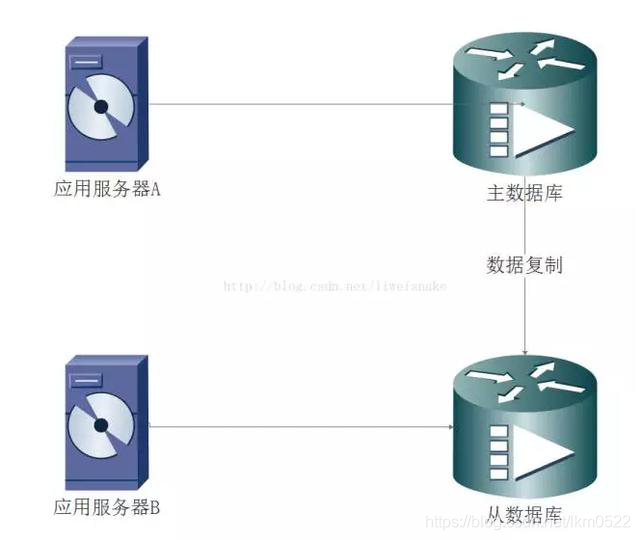 应用服务器A
主数据库
数据复制
http://blog.csdn.net/liweisnake
应用服务器B
从数据库
https://blog.csdn.net/lkm0522